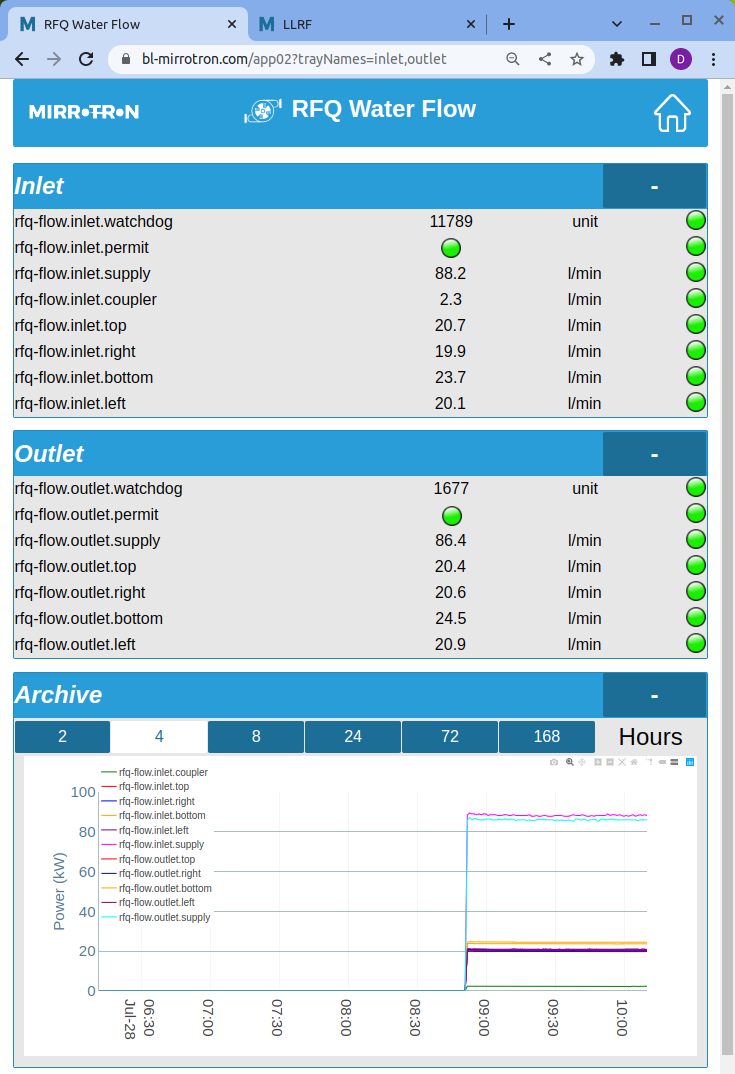 RFQ Water Flow
LLRF
bl-mirrotron.com/app02?trayNames=inlet,outlet
D
MIRROTRON
RFQ Water Flow
Inlet -
rfq-flow.inlet.watchdog 11789 unit
rfq-flow.inlet.permit
rfq-flow.inlet.supply 88.2 l/min
rfq-flow.inlet.coupler 2.3 l/min
rfq-flow.inlet.top 20.7 l/min
rfq-flow.inlet.right 19.9 l/min
rfq-flow.inlet.bottom 23.7 l/min
rfq-flow.inlet.left 20.1 l/min
Outlet -
rfq-flow.outlet.watchdog 1677 unit
rfq-flow.outlet.permit
rfq-flow.outlet.supply 86.4 l/min
rfq-flow.outlet.top 20.4 l/min
rfq-flow.outlet.right 20.6 l/min
rfq-flow.outlet.bottom 24.5 l/min
rfq-flow.outlet.left 20.9 l/min
Archive -
2 4 8 24 72 168 Hours
rfq-flow.inlet.coupler
rfq-flow.inlet.top
rfq-flow.inlet.right
rfq-flow.inlet.bottom
rfq-flow.inlet.left
rfq-flow.inlet.supply
rfq-flow.outlet.top
rfq-flow.outlet.right
rfq-flow.outlet.bottom
rfq-flow.outlet.left
rfq-flow.outlet.supply
Power (kW)
100
80
60
40
20
0
06:30 07:00 07:30 08:00 08:30 09:00 09:30 10:00
Jul-28